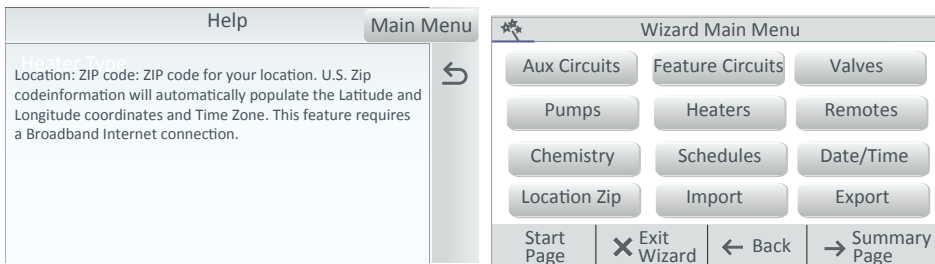 Help
Main Menu
Heater Type
Location: ZIP code: ZIP code for your location. U.S. Zip
codeinformation will automatically populate the Latitude and
Longitude coordinates and Time Zone. This feature requires
a Broadband Internet connection.
Wizard Main Menu
Aux Circuits
Feature Circuits
Valves
Pumps
Heaters
Remotes
Chemistry
Schedules
Date/Time
Location Zip
Import
Export
Start
Page
Exit
Wizard
Back
Summary
Page